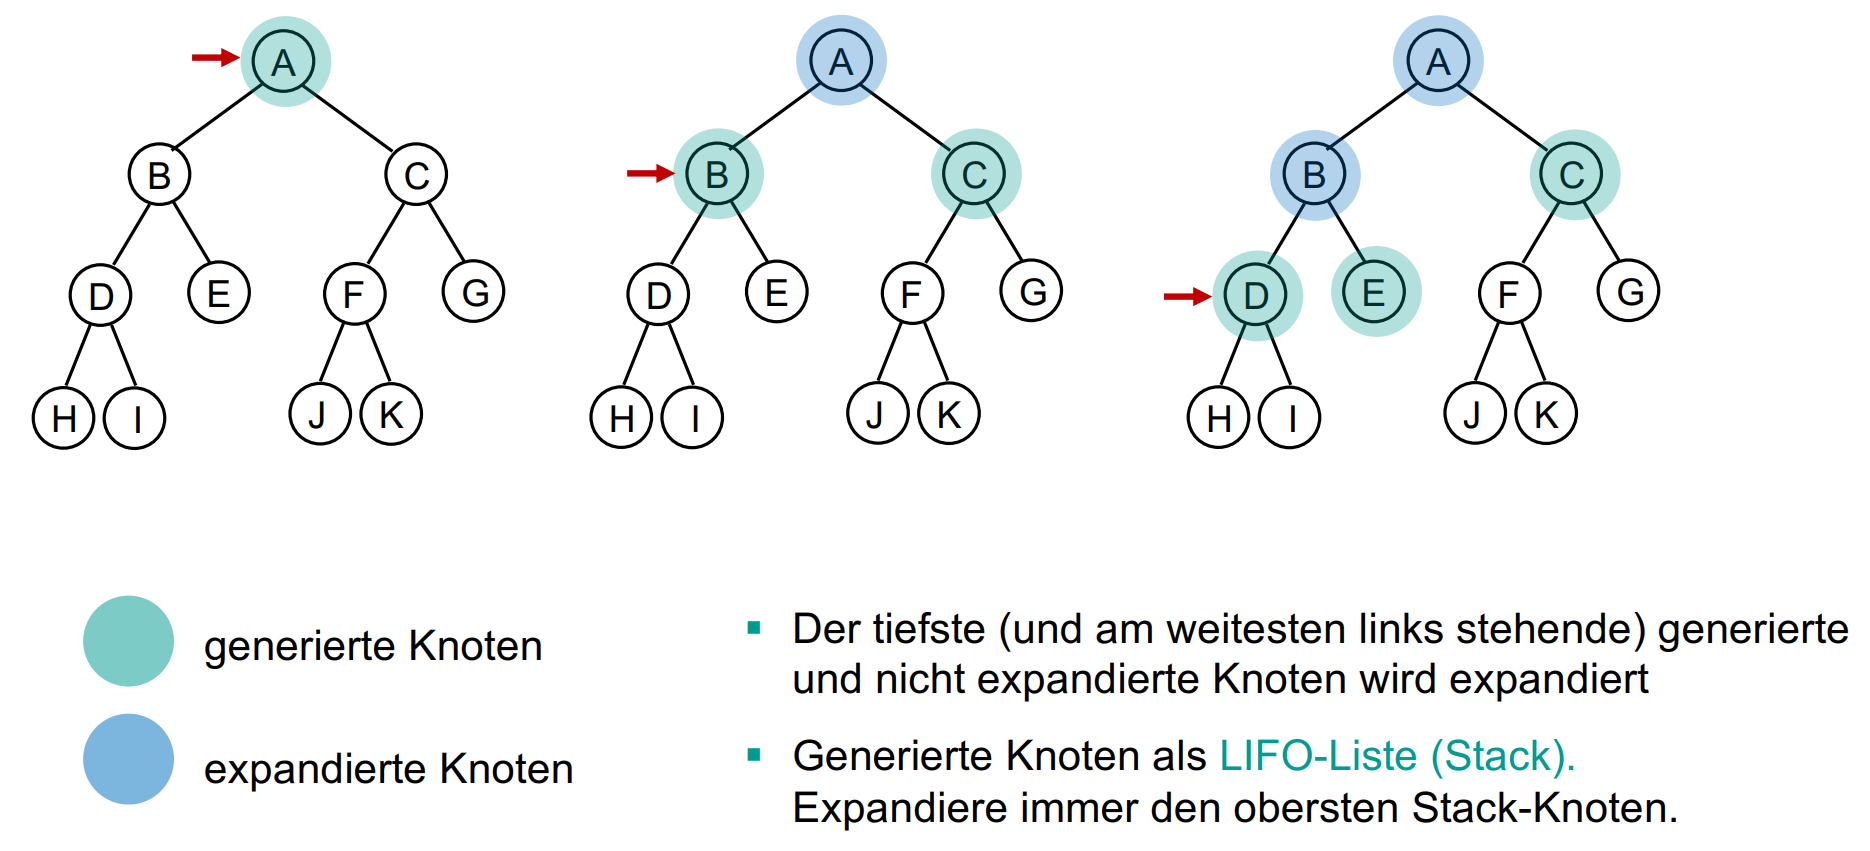 A
B
C
D
E
F
G
H
I
J
K
A
B
C
D
E
F
G
H
I
J
K
A
B
C
D
E
F
G
H
I
J
K
generierte Knoten
expandierte Knoten
Der tiefste (und am weitesten links stehende) generierte
und nicht expandierte Knoten wird expandiert
Generierte Knoten als LIFO-Liste (Stack).
Expandiere immer den obersten Stack-Knoten.